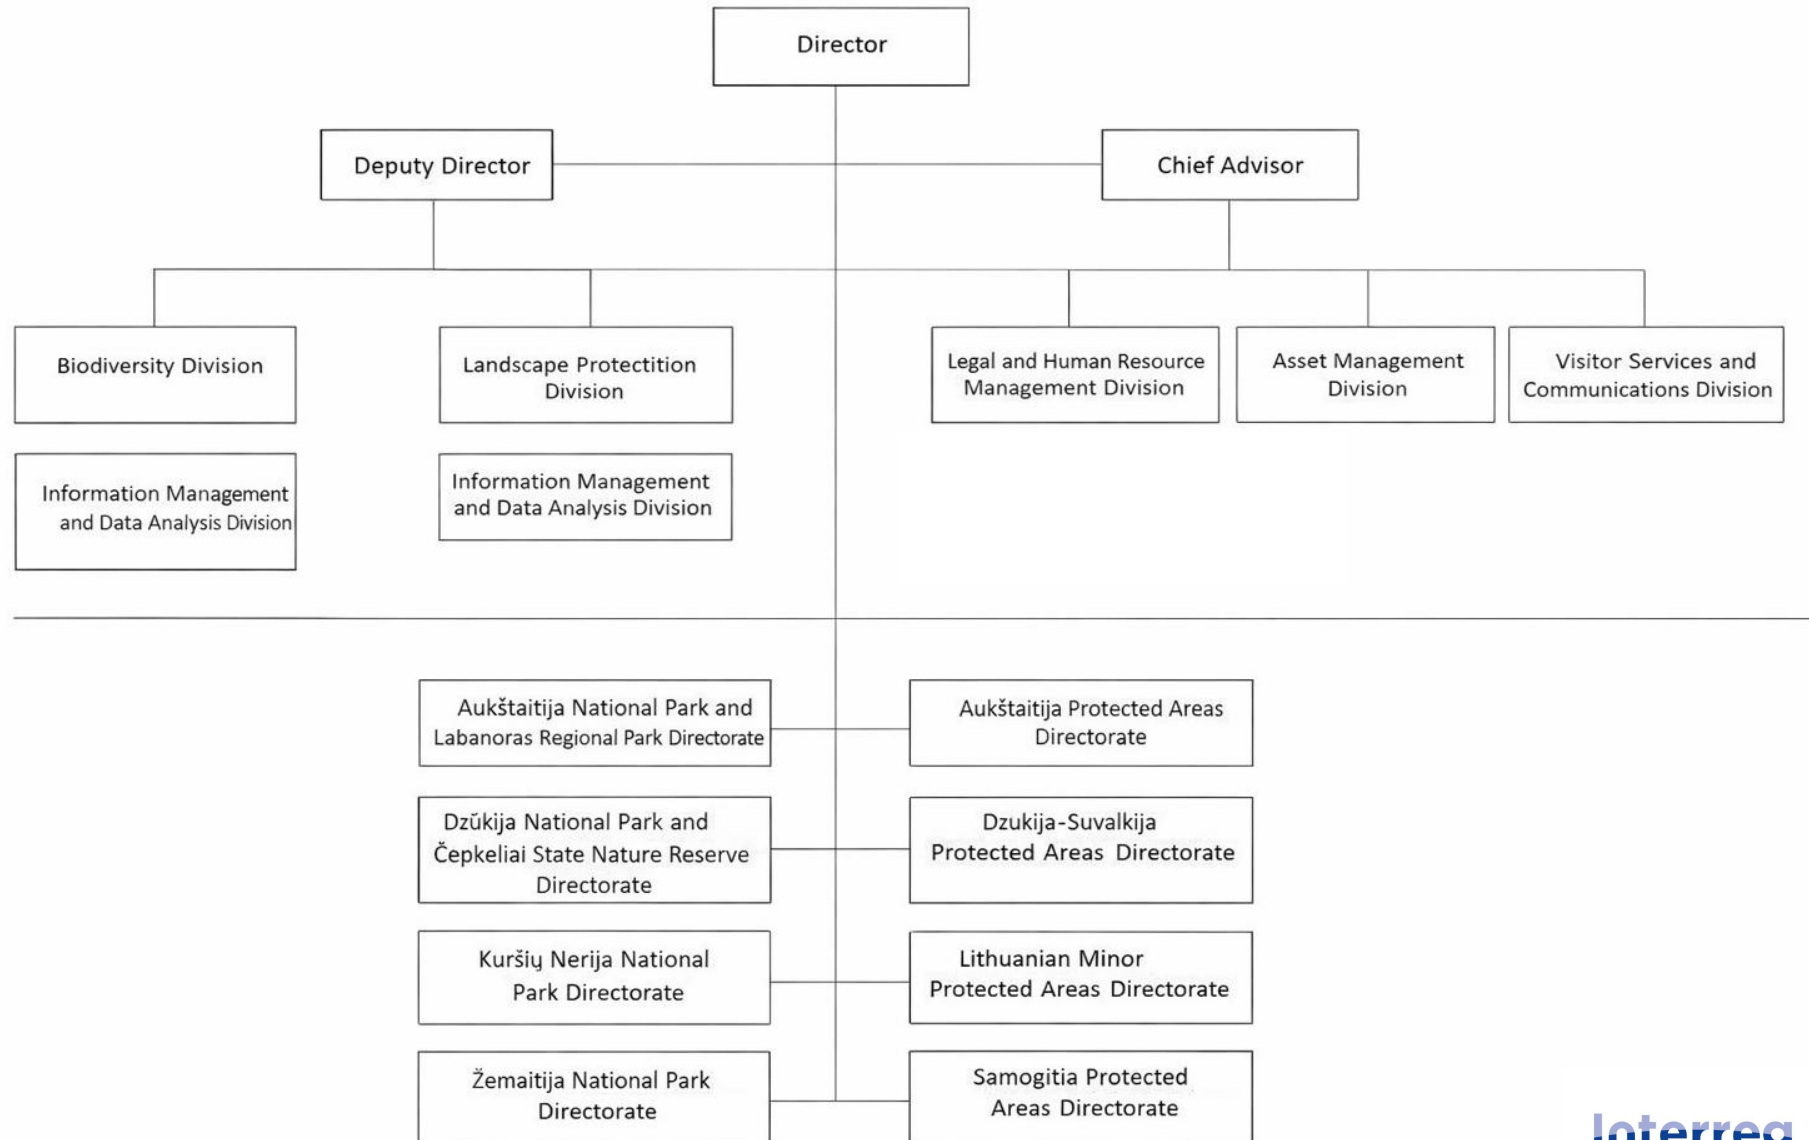 Director
Deputy Director
Chief Advisor
Biodiversity Division
Landscape Protectition
Division
Legal and Human Resource
Management Division
Asset Management
Division
Visitor Services and
Communications Division
Information Management
and Data Analysis Division
Information Management
and Data Analysis Division
Aukštaitija National Park and
Labanoras Regional Park Directorate
Aukštaitija Protected Areas
Directorate
Dzūkija National Park and
Čepkeliai State Nature Reserve
Directorate
Dzukija-Suvalkija
Protected Areas Directorate
Kuršių Nerija National
Park Directorate
Lithuanian Minor
Protected Areas Directorate
Žemaitija National Park
Directorate
Samogitia Protected
Areas Directorate
Interreg